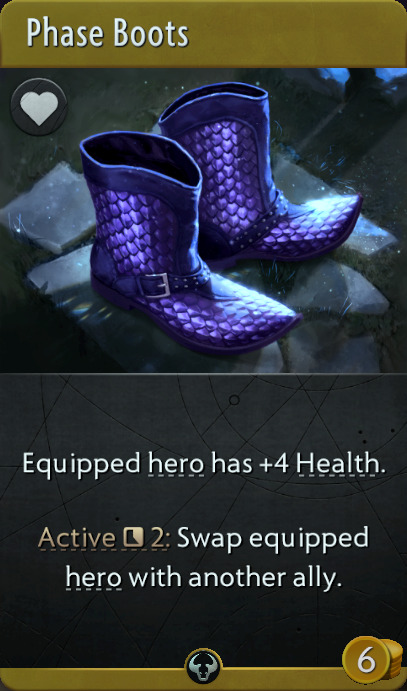 Phase Boots
Equipped hero has +4 Health.
Active 2: Swap equipped
hero with another ally.
6